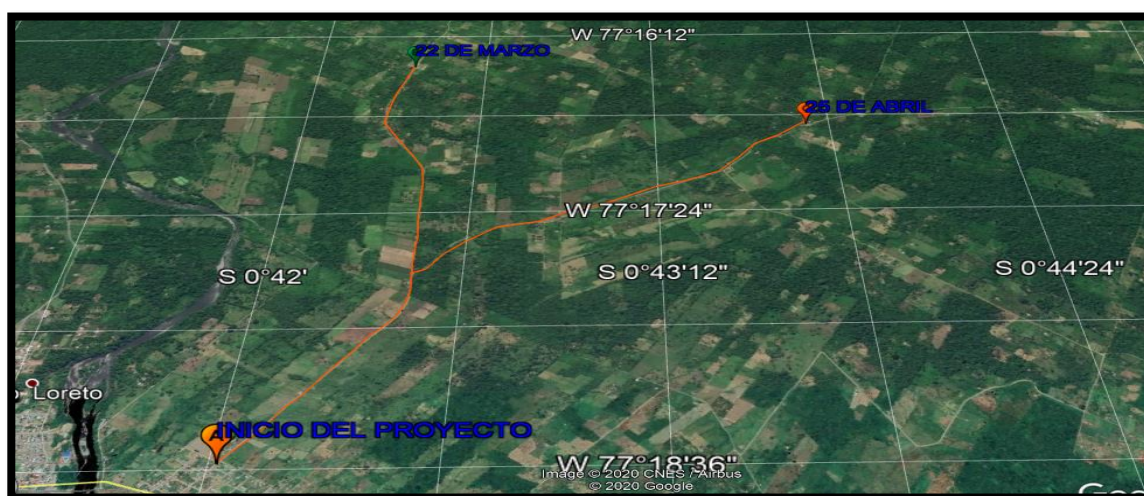 W 77°16'12"
22 DE MARZO
25 DE ABRIL
W 77°17'24"
S 0°42'
S 0°43'12"
S 0°44'24"
Loreto
INICIO DEL PROYECTO
A
W 77°18'36"
Image © 2020 CNES / Airbus
© 2020 Google